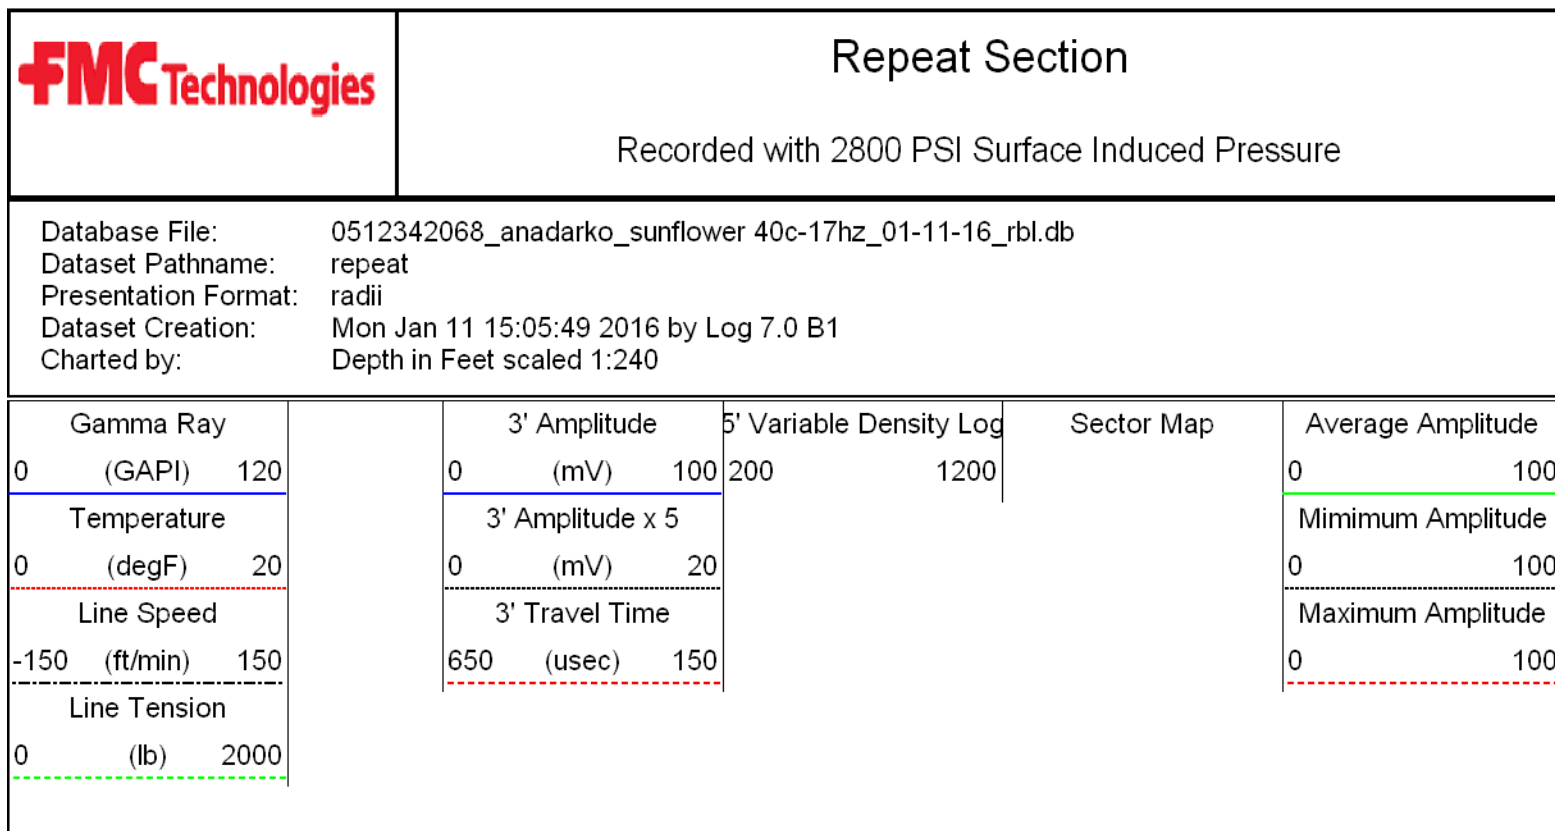 FMC Technologies
Repeat Section
Recorded with 2800 PSI Surface Induced Pressure
Database File: 0512342068_anadarko_sunflower 40c-17hz_01-11-16_rbl.db
Dataset Pathname: repeat
Presentation Format: radii
Dataset Creation: Mon Jan 11 15:05:49 2016 by Log 7.0 B1
Charted by: Depth in Feet scaled 1:240
Gamma Ray
0 (GAPI) 120
Temperature
0 (degF) 20
Line Speed
-150 (ft/min) 150
Line Tension
0 (lb) 2000
3' Amplitude
0 (mV) 100
3' Amplitude x 5
0 (mV) 20
3' Travel Time
650 (usec) 150
5' Variable Density Log
200 1200
Sector Map
Average Amplitude
0 100
Mimimum Amplitude
0 100
Maximum Amplitude
0 100